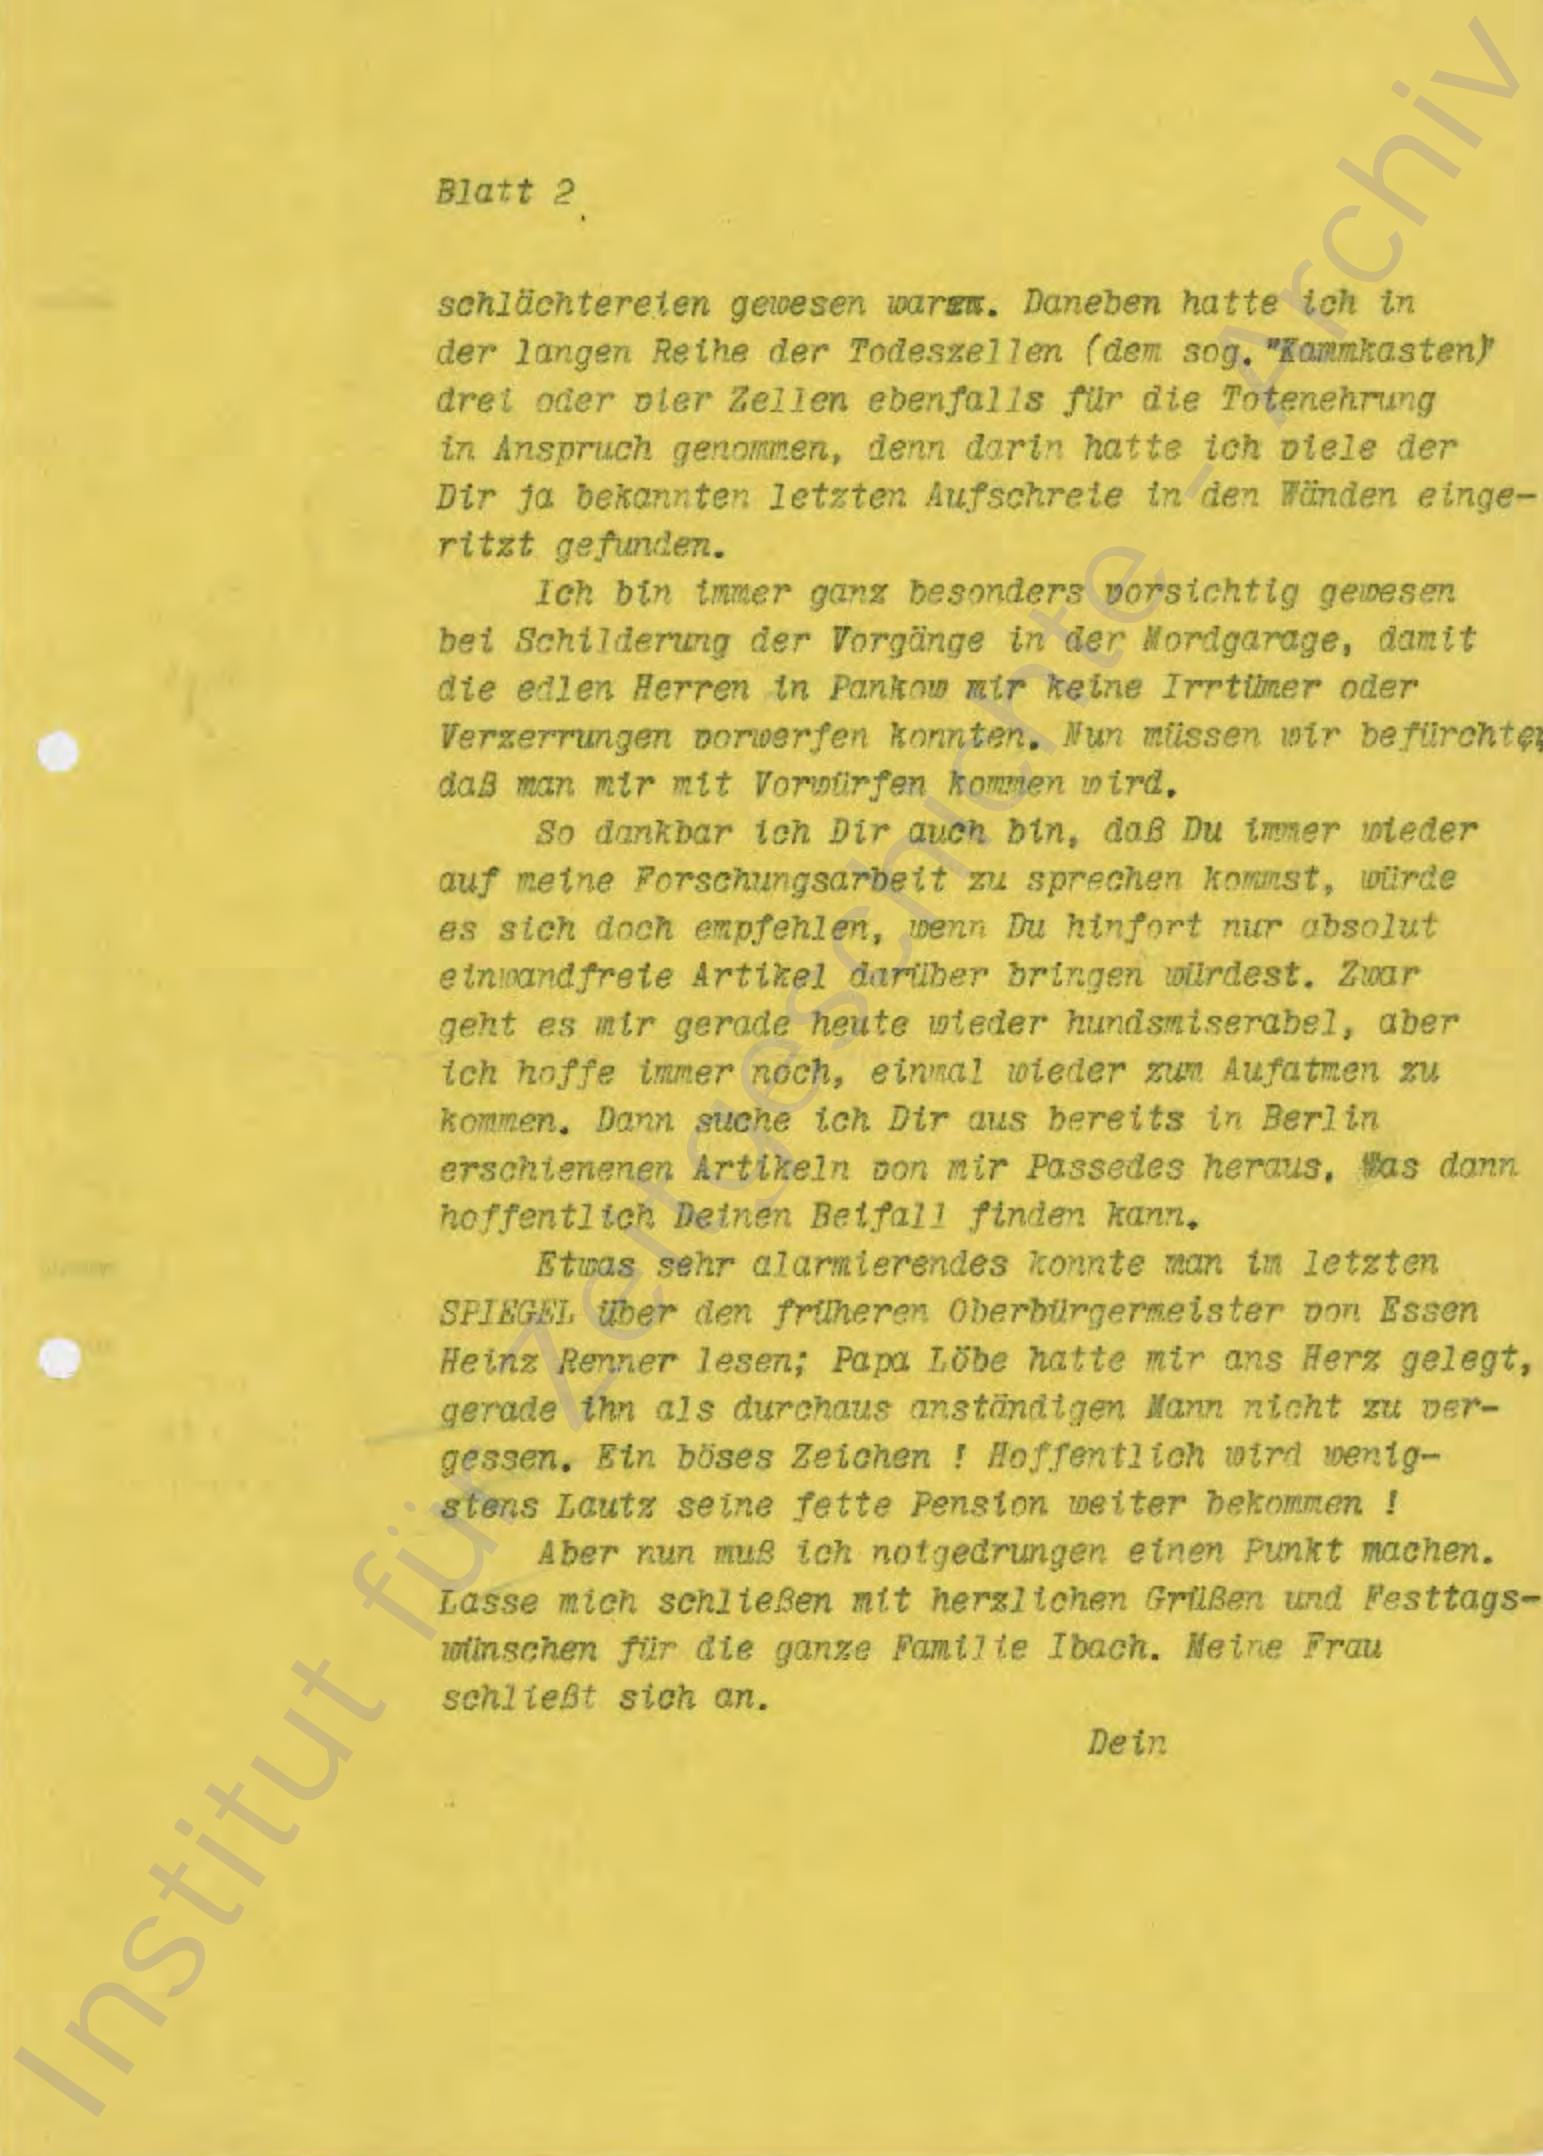 Blatt 2
schlächtereien gewesen waren. Daneben hatte ich in
der langen Reihe der Todeszellen (dem sog. "Kammkasten)"
drei oder vier Zellen ebenfalls für die Totenehrung
in Anspruch genommen, denn darin hatte ich viele der
Dir ja bekannten letzten Aufschreie in den Wänden einge-
ritzt gefunden.
Ich bin immer ganz besonders vorsichtig gewesen
bei Schilderung der Vorgänge in der Mordgarage, damit
die edlen Herren in Pankow mir keine Irrtümer oder
Verzerrungen vorwerfen konnten. Nun müssen wir befürchten
daß man mir mit Vorwürfen kommen wird.
So dankbar ich Dir auch bin, daß Du immer wieder
auf meine Forschungsarbeit zu sprechen kommst, würde
es sich doch empfehlen, wenn Du hinfort nur absolut
einwandfreie Artikel darüber bringen würdest. Zwar
geht es mir gerade heute wieder hundsmiserabel, aber
ich hoffe immer noch, einmal wieder zum Aufatmen zu
kommen. Dann suche ich Dir aus bereits in Berlin
erschienenen Artikeln von mir Passedes heraus. Was dann
hoffentlich Deinen Beifall finden kann.
Etwas sehr alarmierendes konnte man im letzten
SPIEGEL über den früheren Oberbürgermeister von Essen
Heinz Renner lesen; Papa Löbe hatte mir ans Herz gelegt,
gerade ihn als durchaus anständigen Mann nicht zu ver-
gessen. Ein böses Zeichen ! Hoffentlich wird wenig-
stens Lautz seine fette Pension weiter bekommen !
Aber nun muß ich notgedrungen einen Punkt machen.
Lasse mich schließen mit herzlichen Grüßen und Festtags-
wünschen für die ganze Familie Ibach. Meine Frau
schließt sich an.
Dein
Institut für Zeitgeschichte - Archiv